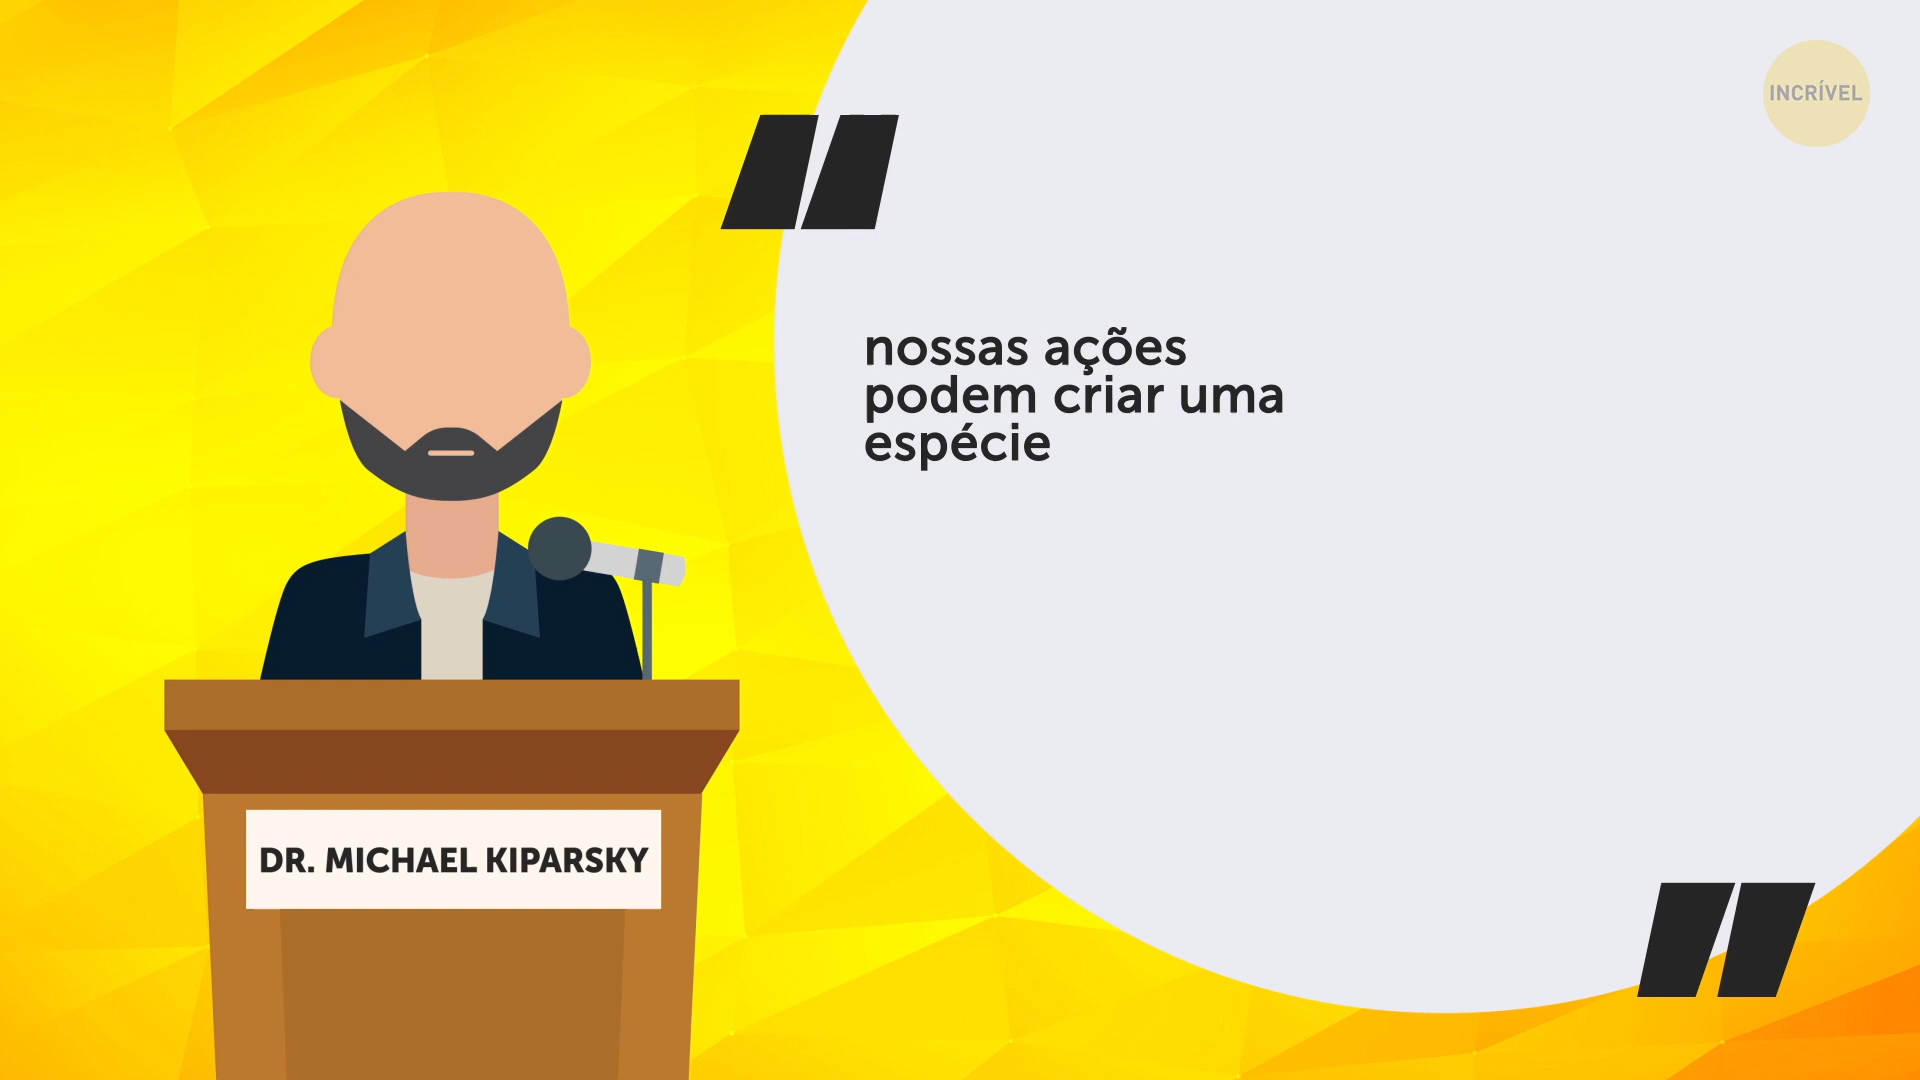 INCRÍVEL
nossas ações
podem criar uma
espécie
DR. MICHAEL KIPARSKY